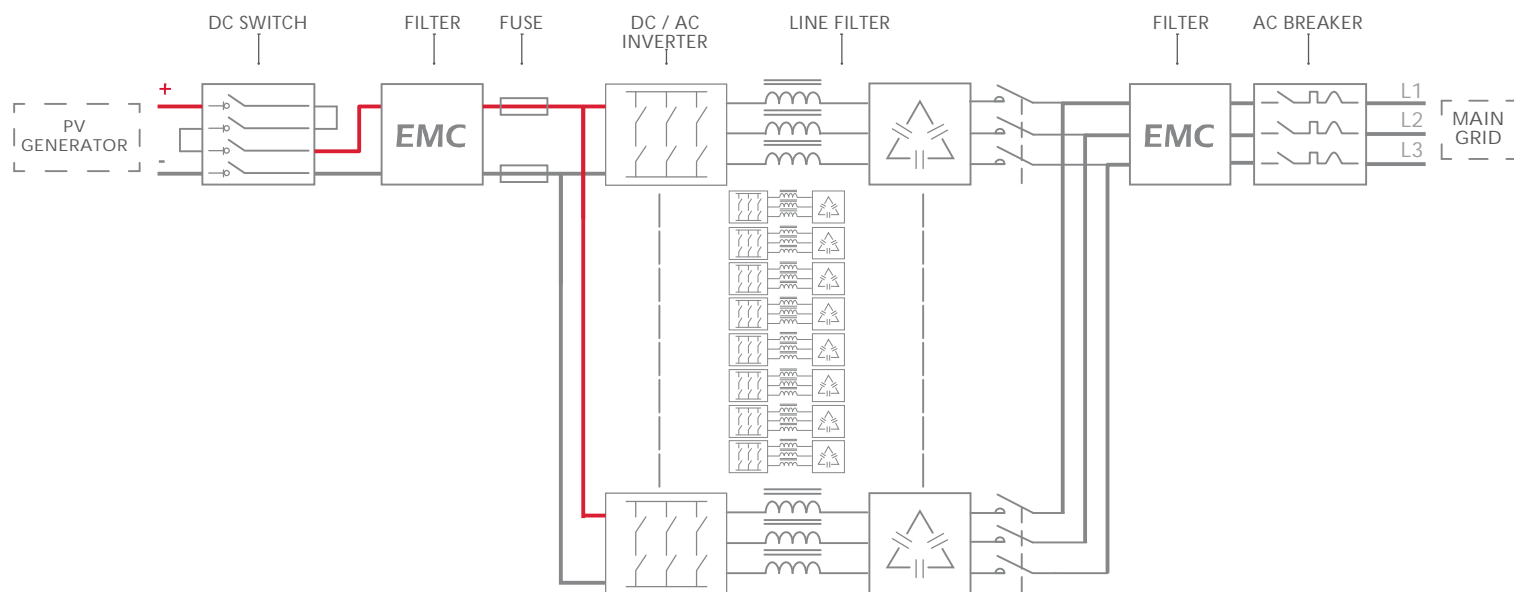 DC SWITCH
FILTER
FUSE
DC / AC
INVERTER
LINE FILTER
FILTER
AC BREAKER
+
PV
GENERATOR
-
EMC
EMC
L1
L2
L3
MAIN
GRID